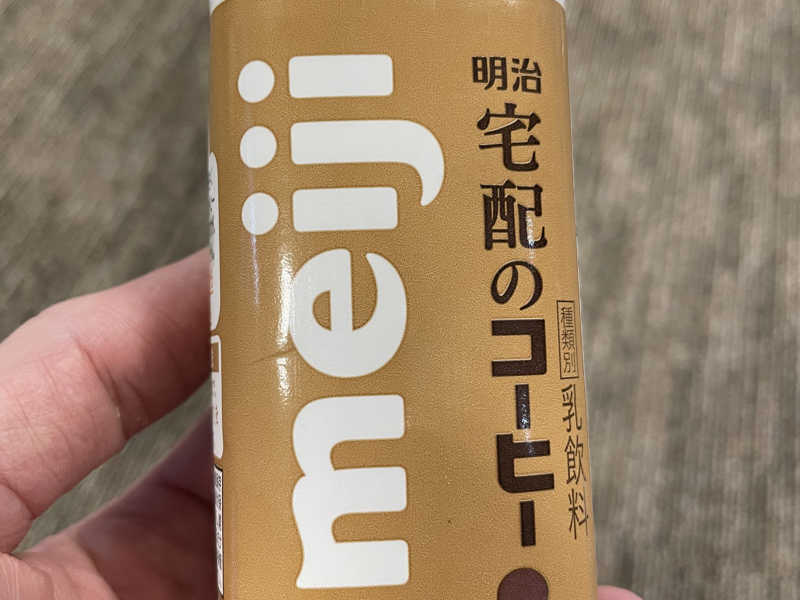 meiji
明治
宅配のコーヒー
種類別 乳飲料